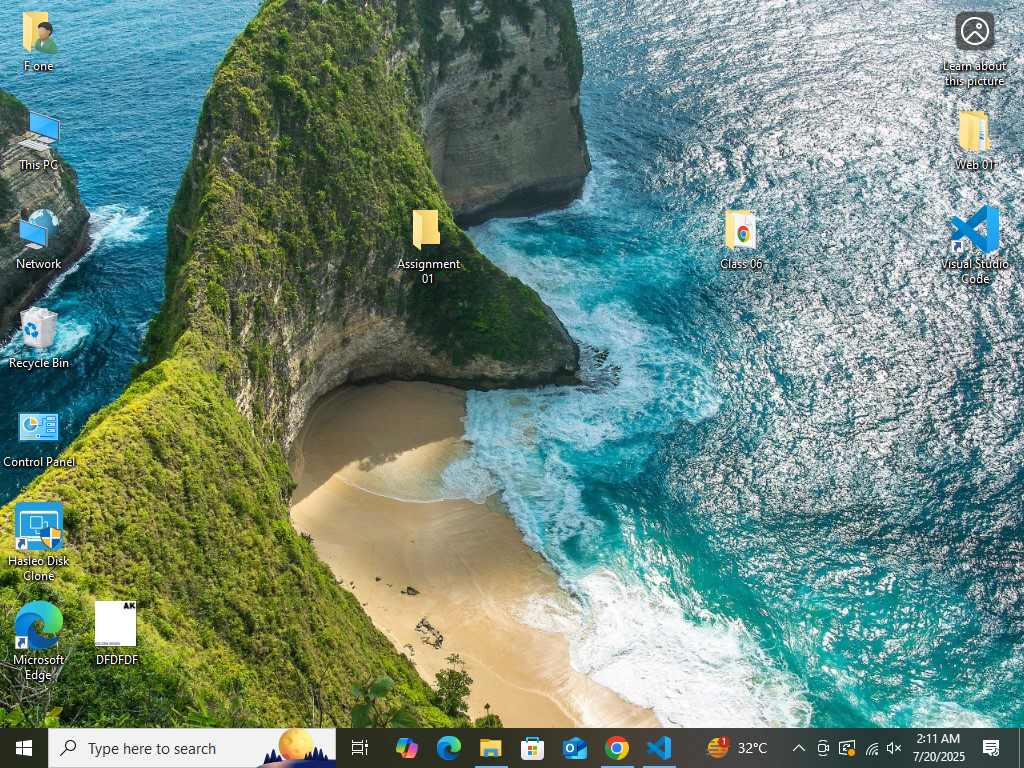 F one
Learn about
this picture
This PC
Web 01
Network
Assignment
01
Class 06
Visual Studio
Code
Recycle Bin
Control Panel
Hasleo Disk
Clone
AK
Microsoft
Edge
DFDFDF
Type here to search
1
32°C
2:11 AM
7/20/2025